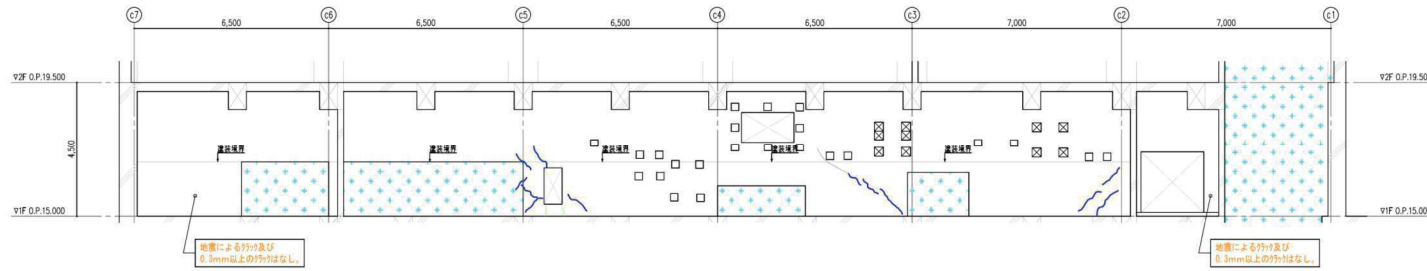 c7 c6 c5 c4 c3 c2 c1
6,500 6,500 6,500 6,500 7,000 7,000
▽2F O.P.19.500
▽2F O.P.19.50
塗装境界 塗装境界 塗装境界 塗装境界 塗装境界
▽1F O.P.15.000
▽1F O.P.15.00
地震によるクラック及び
0.3mm以上のクラックはなし。
地震によるクラック及び
0.3mm以上のクラックはなし。